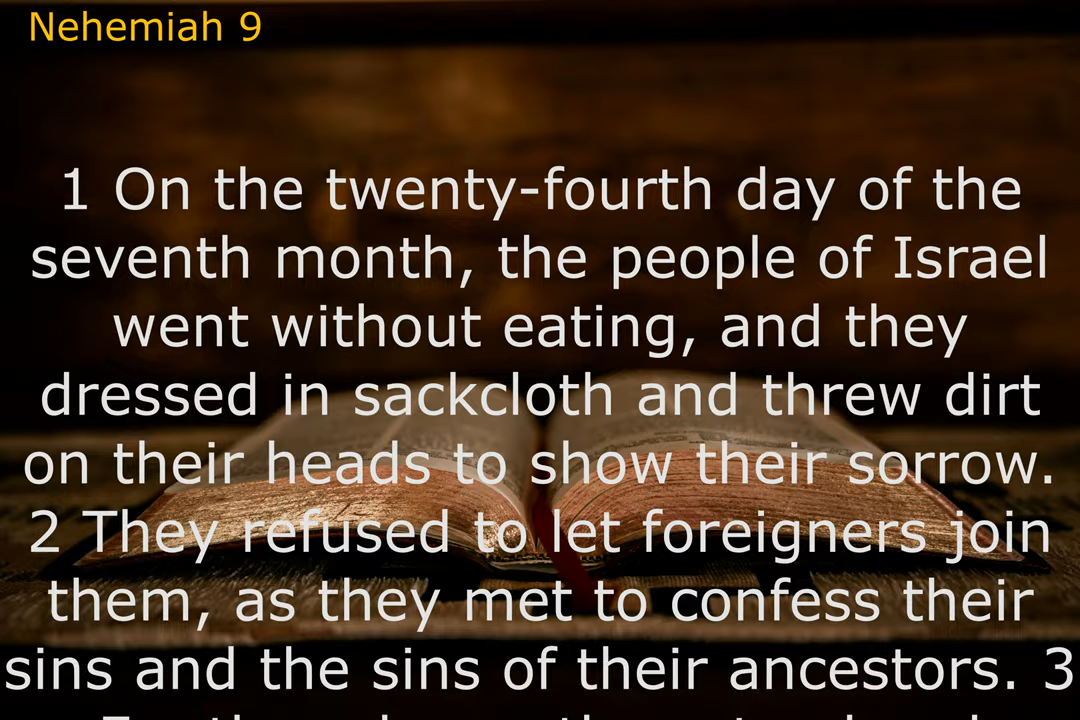 Nehemiah 9
1 On the twenty-fourth day of the
seventh month, the people of Israel
went without eating, and they
dressed in sackcloth and threw dirt
on their heads to show their sorrow.
2 They refused to let foreigners join
them, as they met to confess their
sins and the sins of their ancestors. 3